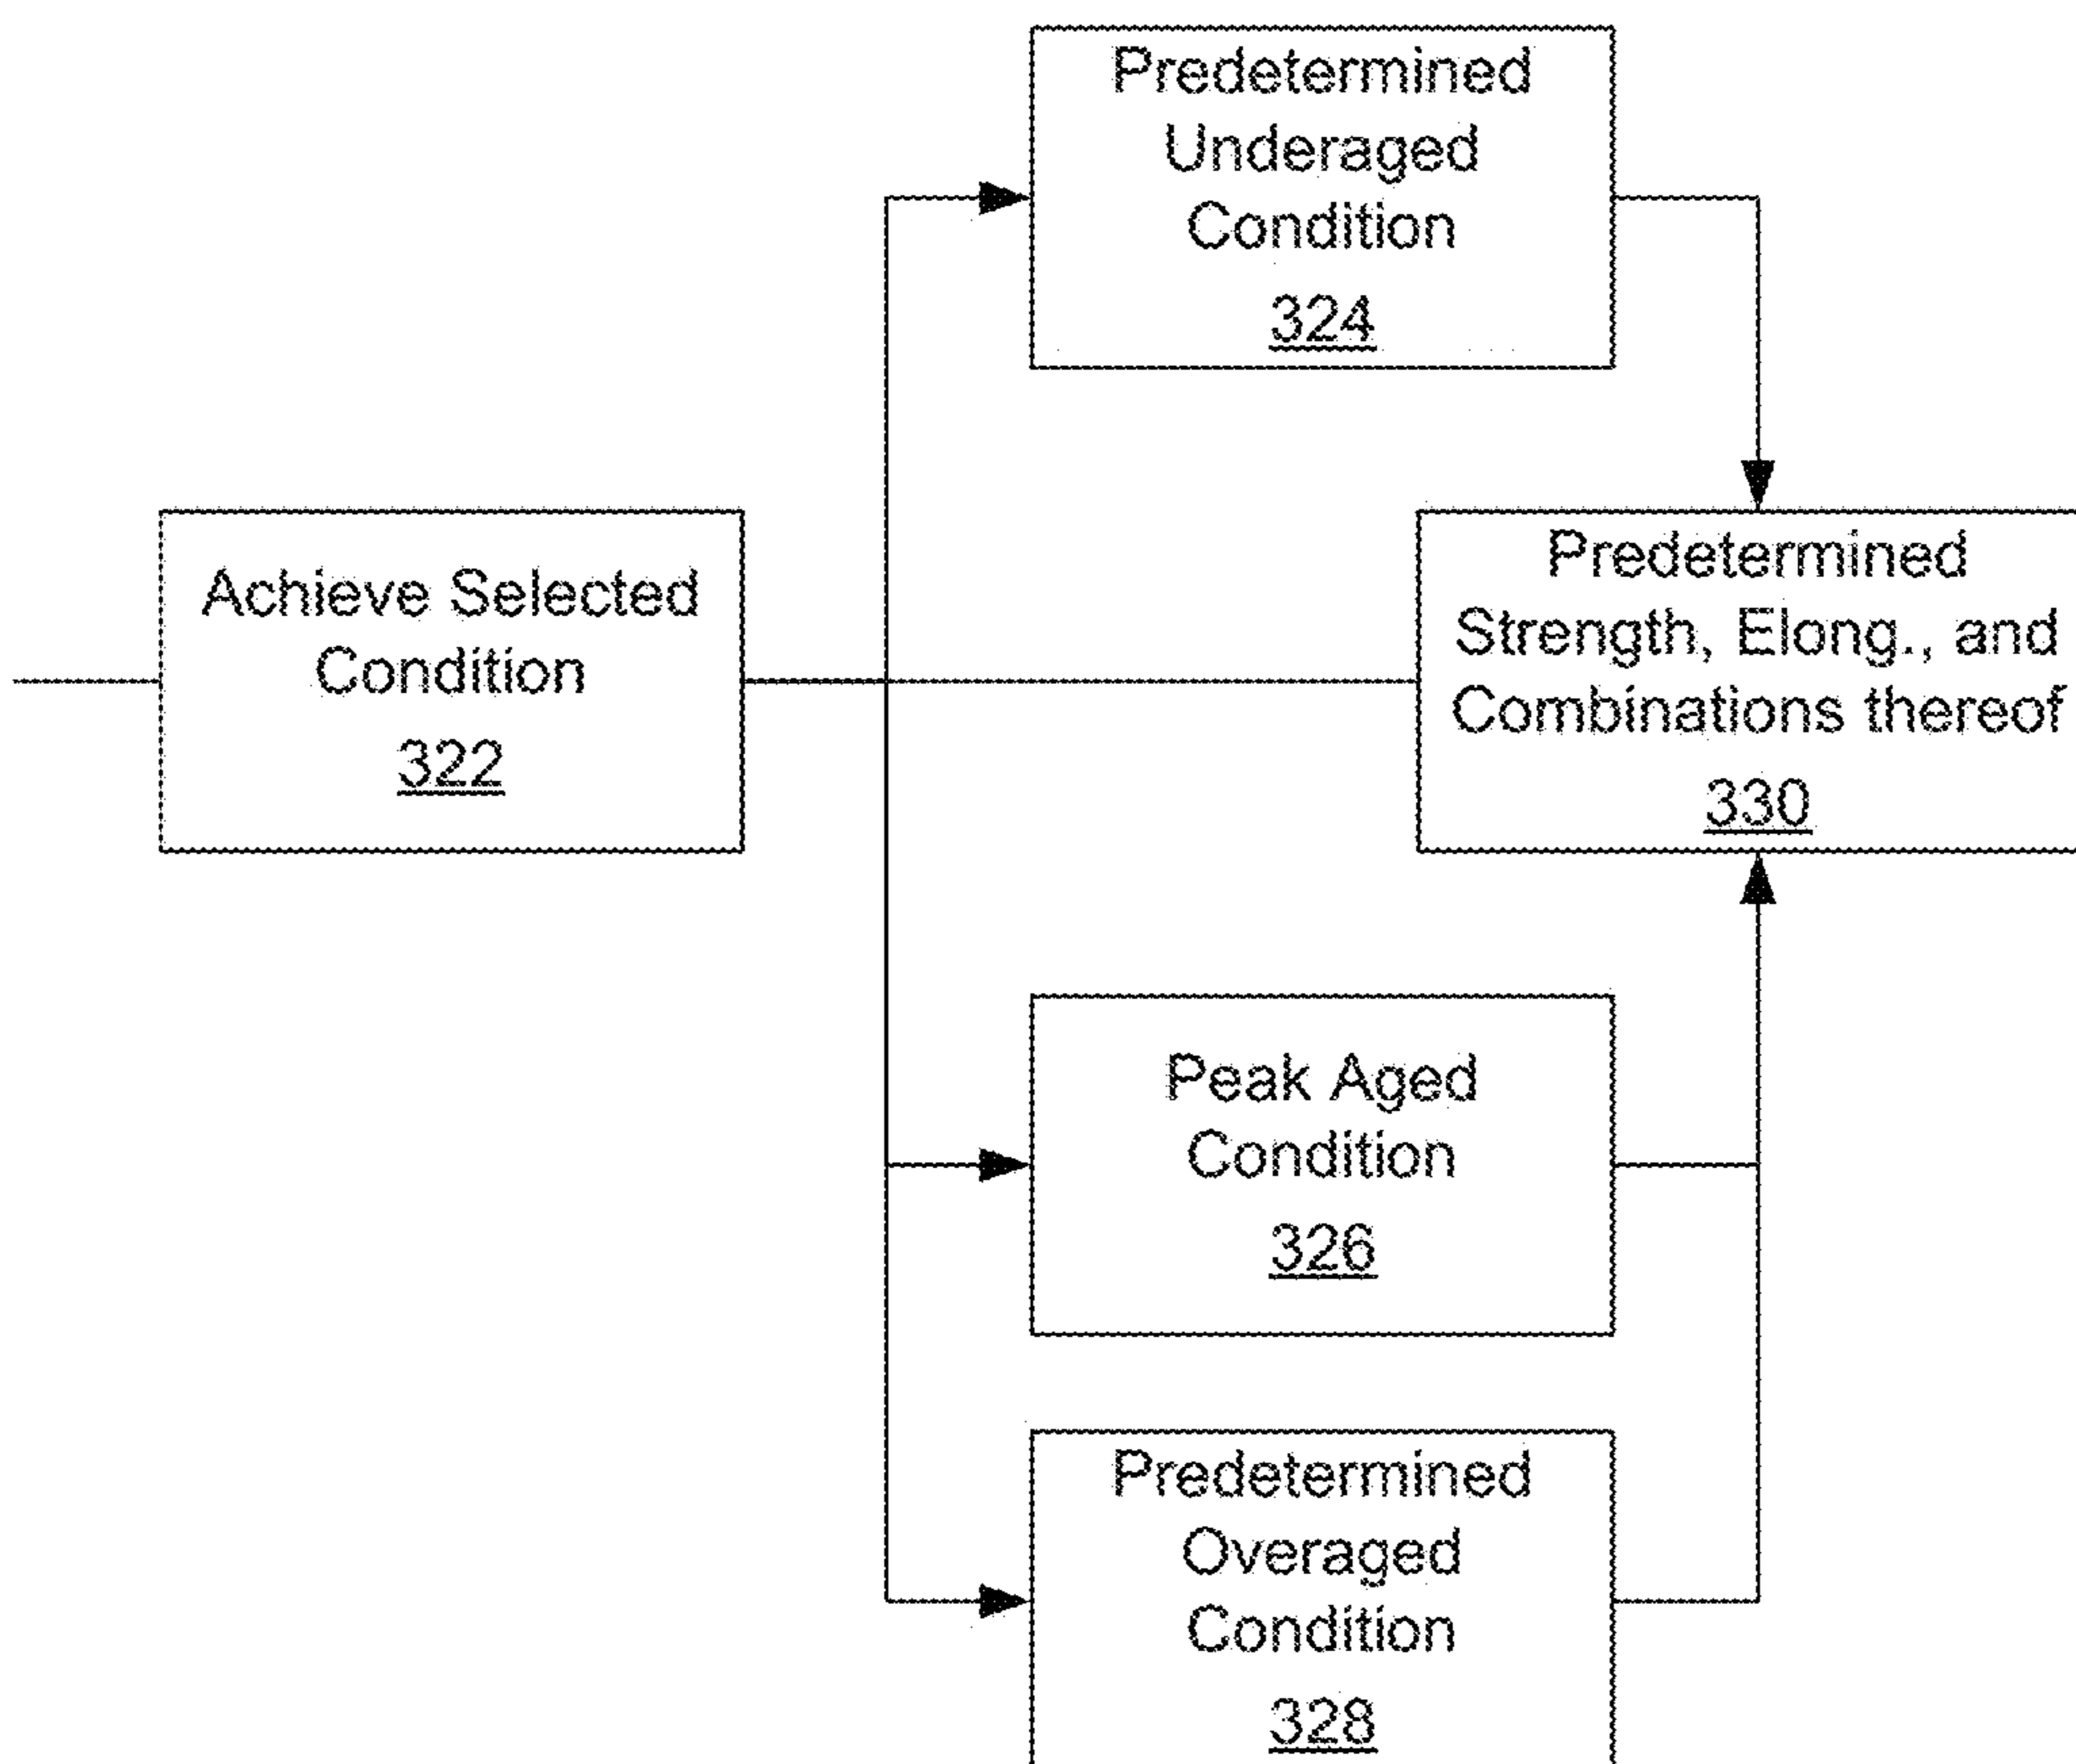 Predetermined
Underaged
Condition
324
Achieve Selected
Condition
322
Predetermined
Strength, Elong., and
Combinations thereof
330
Peak Aged
Condition
326
Predetermined
Overaged
Condition
328